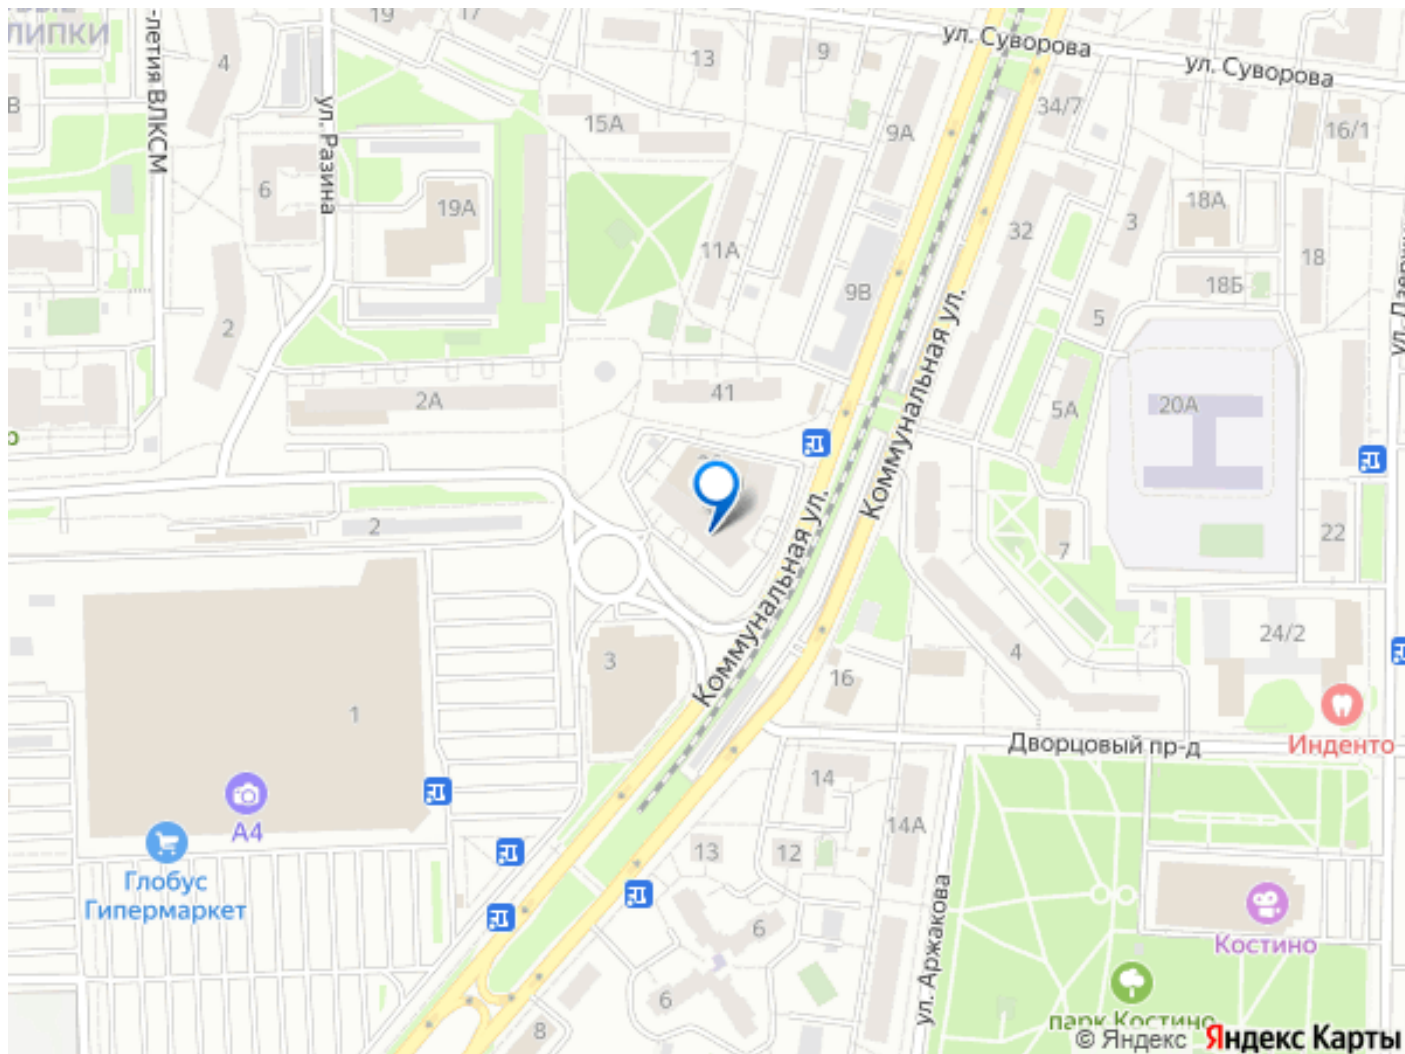 ЛИПКИ
-летия ВЛКСМ
4
19
17
13
9
ул. Суворова
ул. Суворова
34/7
16/1
В
15А
9А
ул. Разина
6
19А
18А
3
32
18
11А
18Б
9В
5
2
Коммунальная ул.
41
2А
5А
20А
Коммунальная ул.
2
7
22
3
4
24/2
16
1
Дворцовый пр-д
Инденто
14
А4
14А
13
12
Глобус
Гипермаркет
6
ул. Аржакова
Костино
6
8
парк Костино
© Яндекс Яндекс Карты